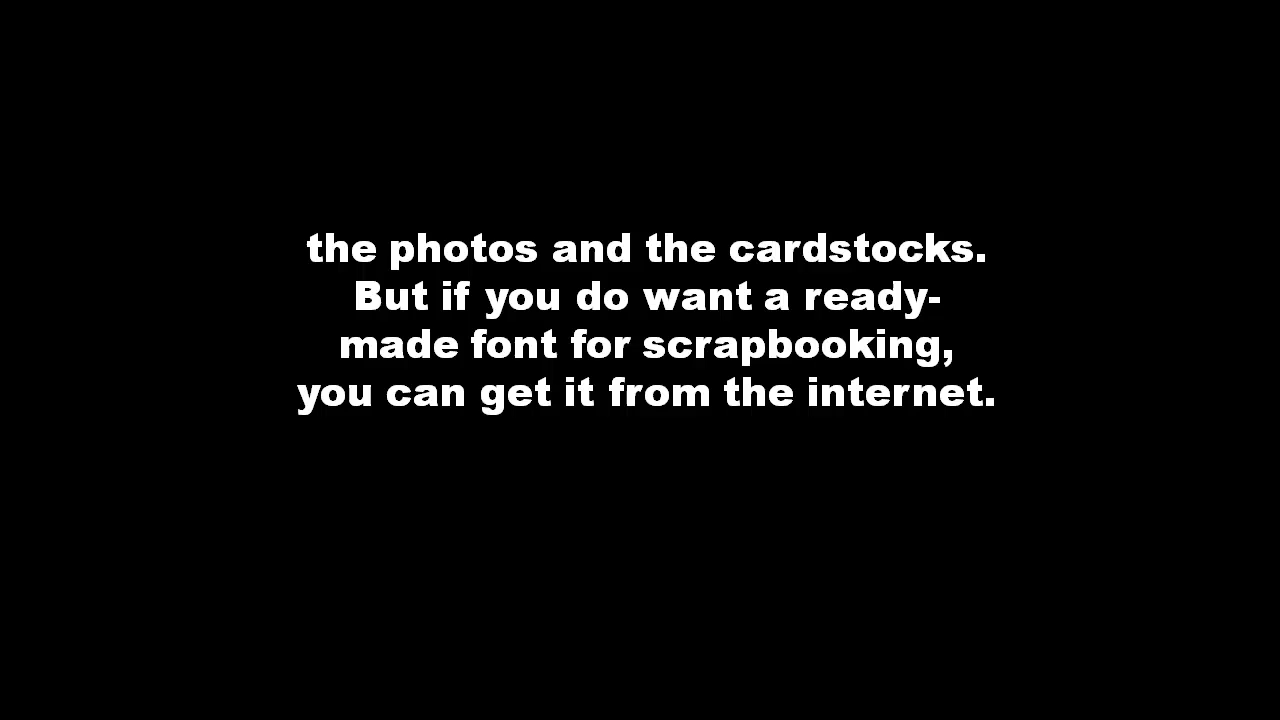 the photos and the cardstocks.
But if you do want a ready-
made font for scrapbooking,
you can get it from the internet.